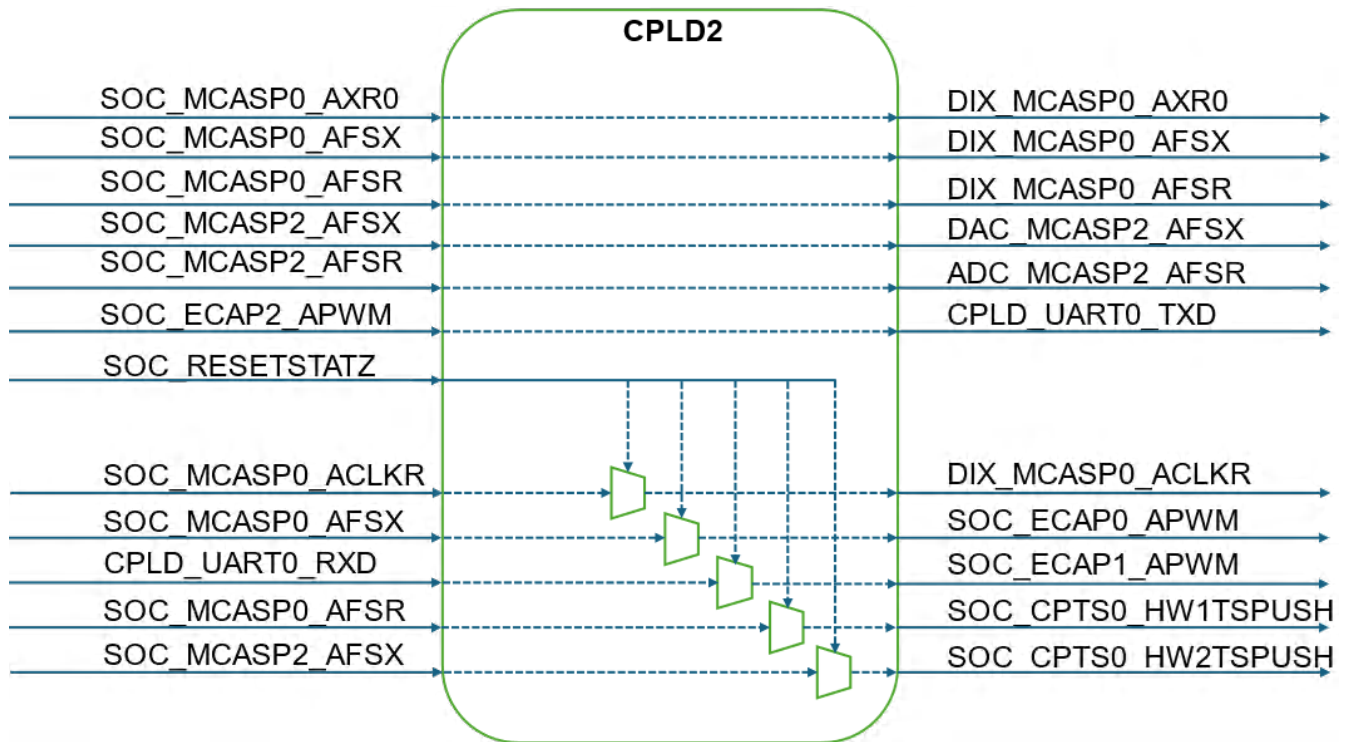 CPLD2
SOC_MCASP0_AXR0
DIX_MCASP0_AXR0
SOC_MCASP0_AFSX
DIX_MCASP0_AFSX
SOC_MCASP0_AFSR
DIX_MCASP0_AFSR
SOC_MCASP2_AFSX
DAC_MCASP2_AFSX
SOC_MCASP2_AFSR
ADC_MCASP2_AFSR
SOC_ECAP2_APWM
CPLD_UART0_TXD
SOC_RESETSTATZ
SOC_MCASP0_ACLKR
DIX_MCASP0_ACLKR
SOC_MCASP0_AFSX
SOC_ECAP0_APWM
CPLD_UART0_RXD
SOC_ECAP1_APWM
SOC_MCASP0_AFSR
SOC_CPTS0_HW1TSPUSH
SOC_MCASP2_AFSX
SOC_CPTS0_HW2TSPUSH